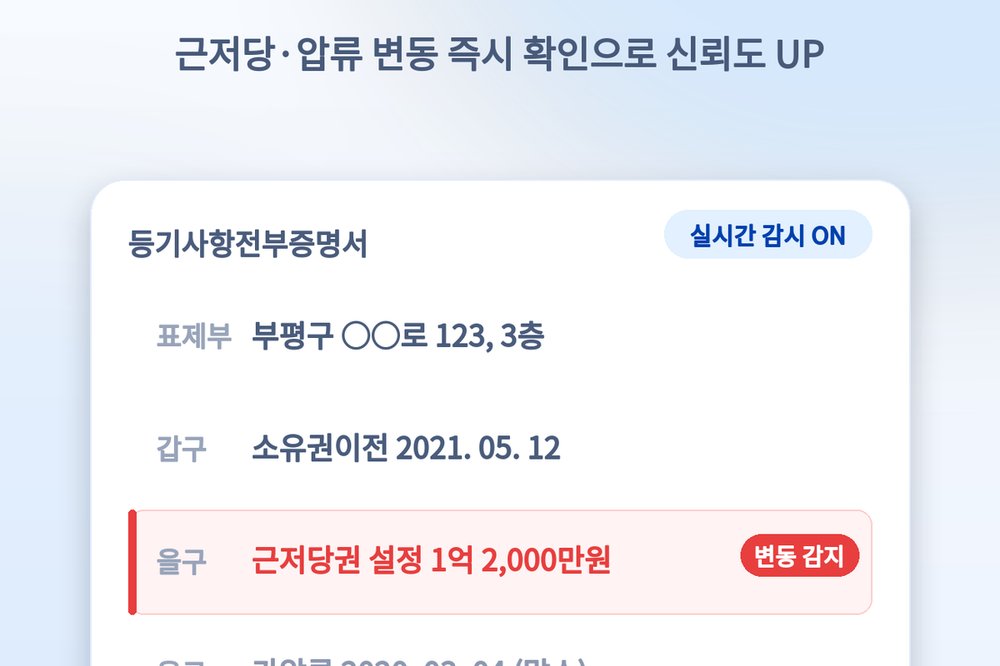 근저당·압류 변동 즉시 확인으로 신뢰도 UP
등기사항전부증명서
실시간 감시 ON
표제부 부평구 ○○로 123, 3층
갑구 소유권이전 2021. 05. 12
을구 근저당권 설정 1억 2,000만원
변동 감지